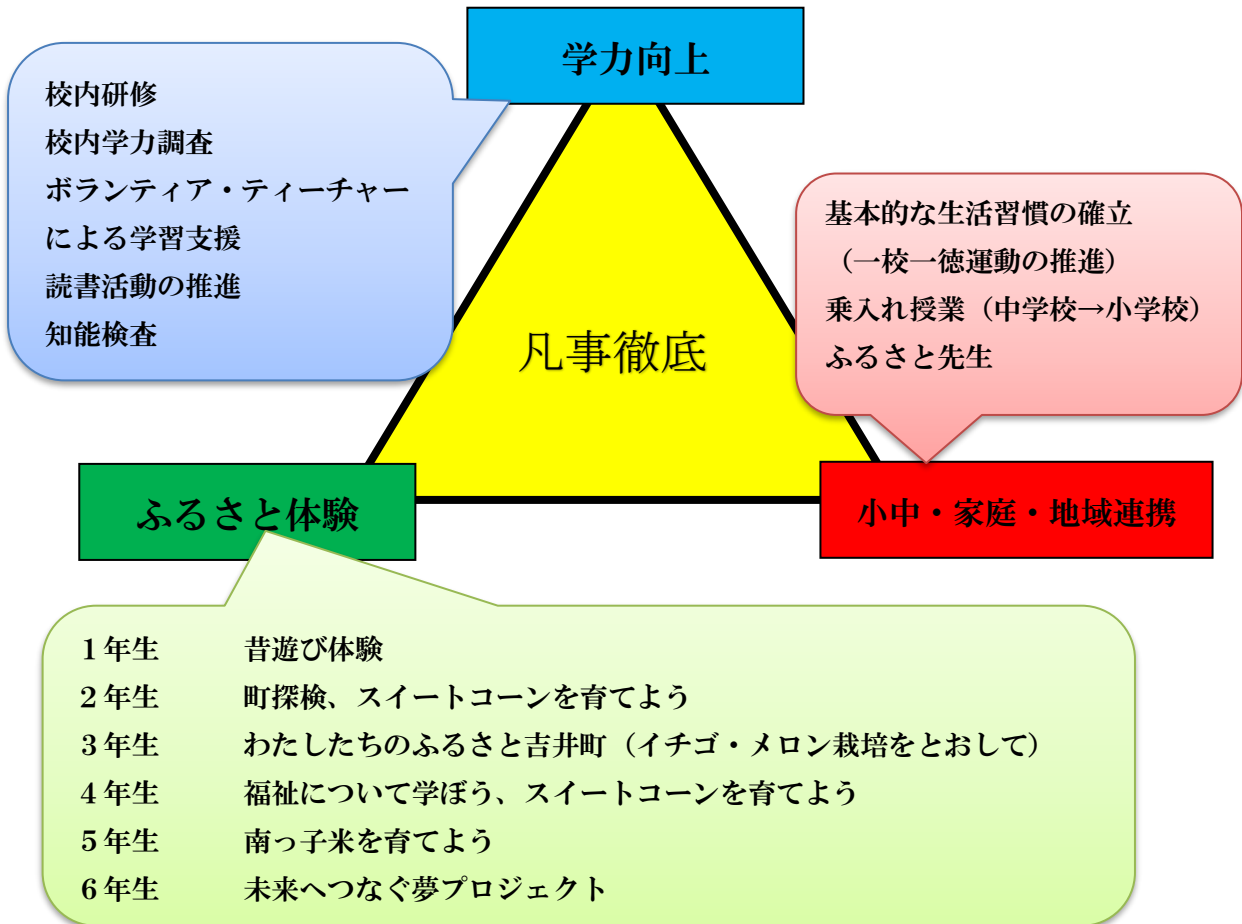 学力向上
校内研修
校内学力調査
ボランティア・ティーチャー
による学習支援
読書活動の推進
知能検査
基本的な生活習慣の確立
（一校一徳運動の推進）
乗入れ授業（中学校→小学校）
ふるさと先生
凡事徹底
ふるさと体験
小中・家庭・地域連携
１年生　昔遊び体験
２年生　町探検、スイートコーンを育てよう
３年生　わたしたちのふるさと吉井町（イチゴ・メロン栽培をとおして）
４年生　福祉について学ぼう、スイートコーンを育てよう
５年生　南っ子米を育てよう
６年生　未来へつなぐ夢プロジェクト